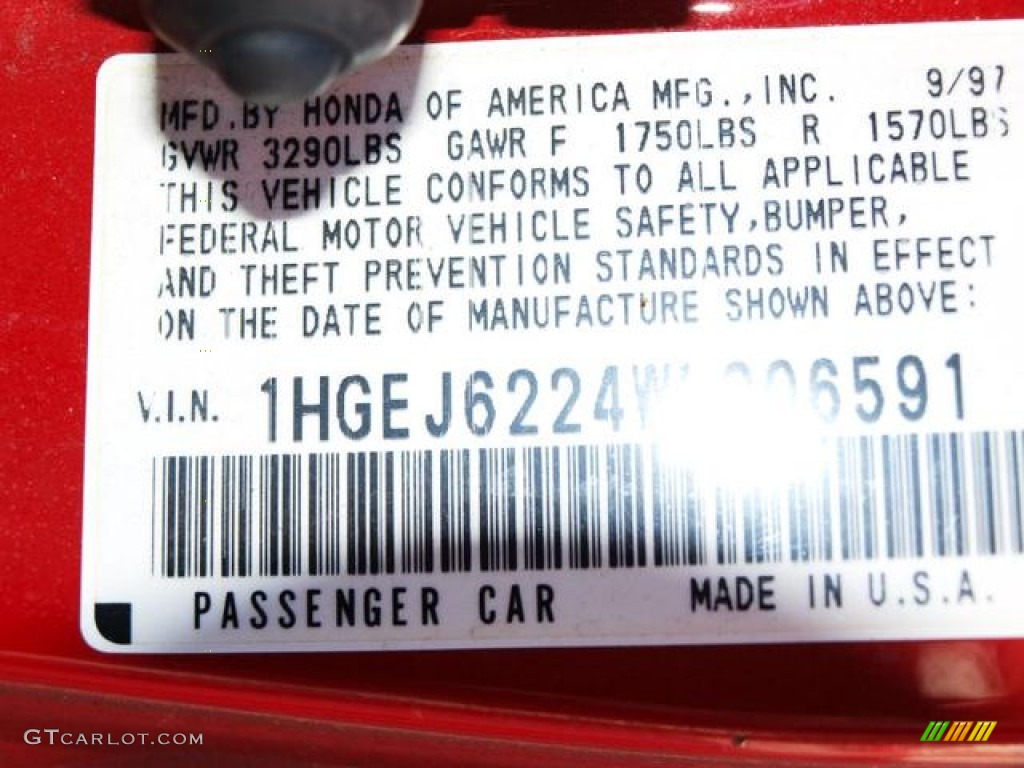 MFD.BY HONDA OF AMERICA MFG.,INC. 9/97
GVWR 3290LBS GAWR F 1750LBS R 1570LBS
THIS VEHICLE CONFORMS TO ALL APPLICABLE
FEDERAL MOTOR VEHICLE SAFETY,BUMPER,
AND THEFT PREVENTION STANDARDS IN EFFECT
ON THE DATE OF MANUFACTURE SHOWN ABOVE:
V.I.N.
PASSENGER CAR MADE IN U.S.A.
GTCARLOT.COM